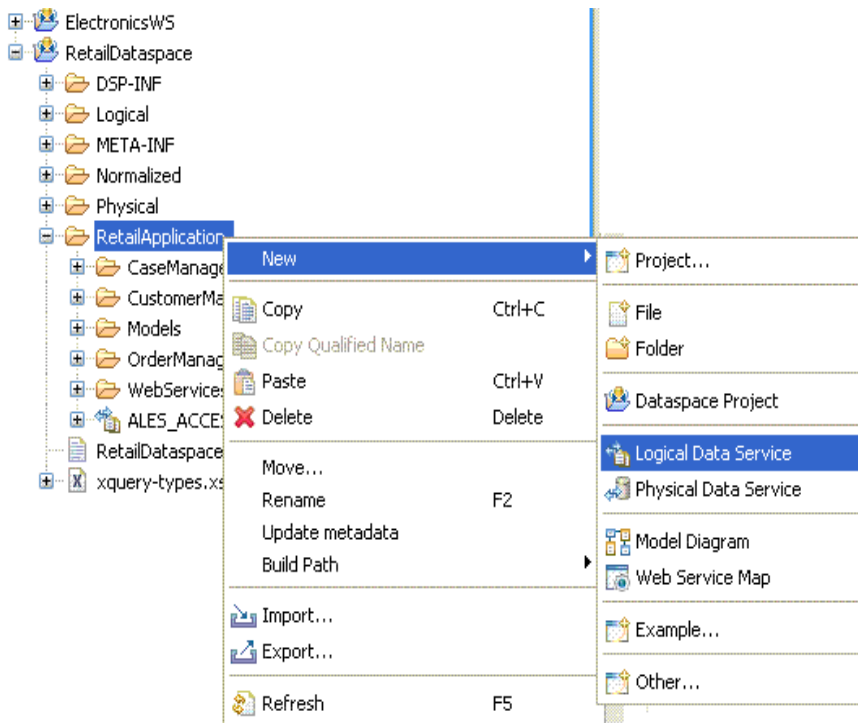 ElectronicsWS
RetailDataspace
DSP-INF
Logical
META-INF
Normalized
Physical
RetailApplication
CaseManage
CustomerMa
Models
OrderManag
WebServices
ALES_ACCES
RetailDataspace
xquery-types.xs
New
Copy Ctrl+C
Copy Qualified Name
Paste Ctrl+V
Delete Delete
Move...
Rename F2
Update metadata
Build Path
Import...
Export...
Refresh F5
Project...
File
Folder
Dataspace Project
Logical Data Service
Physical Data Service
Model Diagram
Web Service Map
Example...
Other...